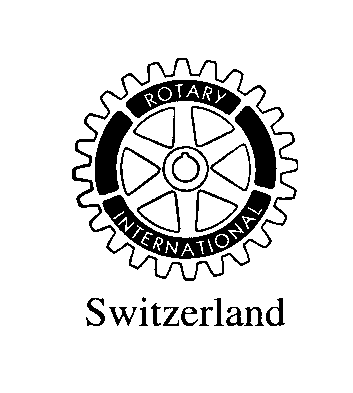 ROTARY
INTERNATIONAL
Switzerland